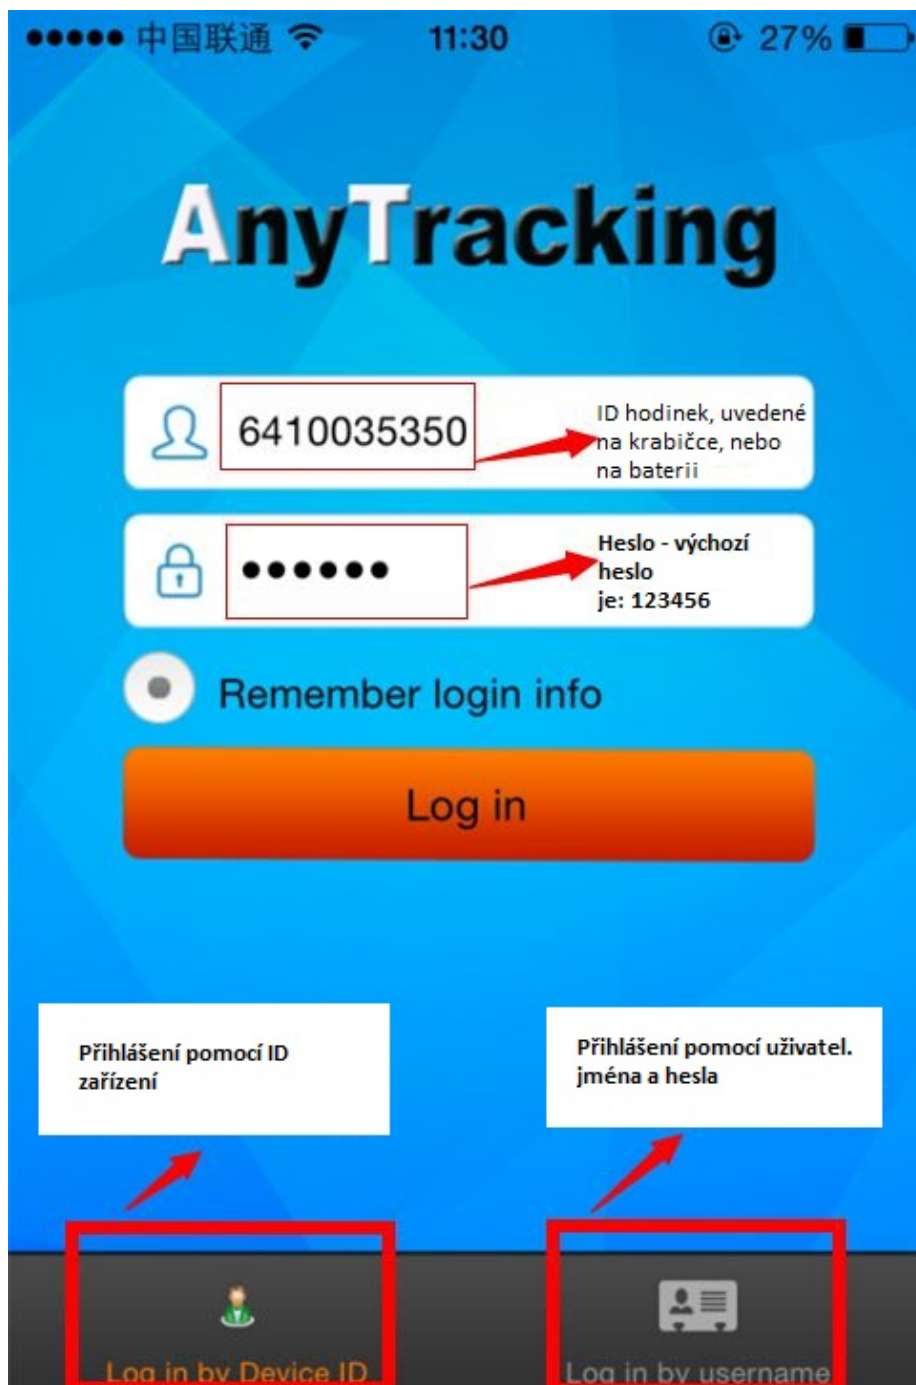 中国联通 11:30 27%
AnyTracking
6410035350
ID hodinek, uvedené
na krabičce, nebo
na baterii
••••••
Heslo - výchozí
heslo
je: 123456
Remember login info
Log in
Přihlášení pomocí ID
zařízení
Přihlášení pomocí uživatel.
jména a hesla
Log in by Device ID
Log in by username